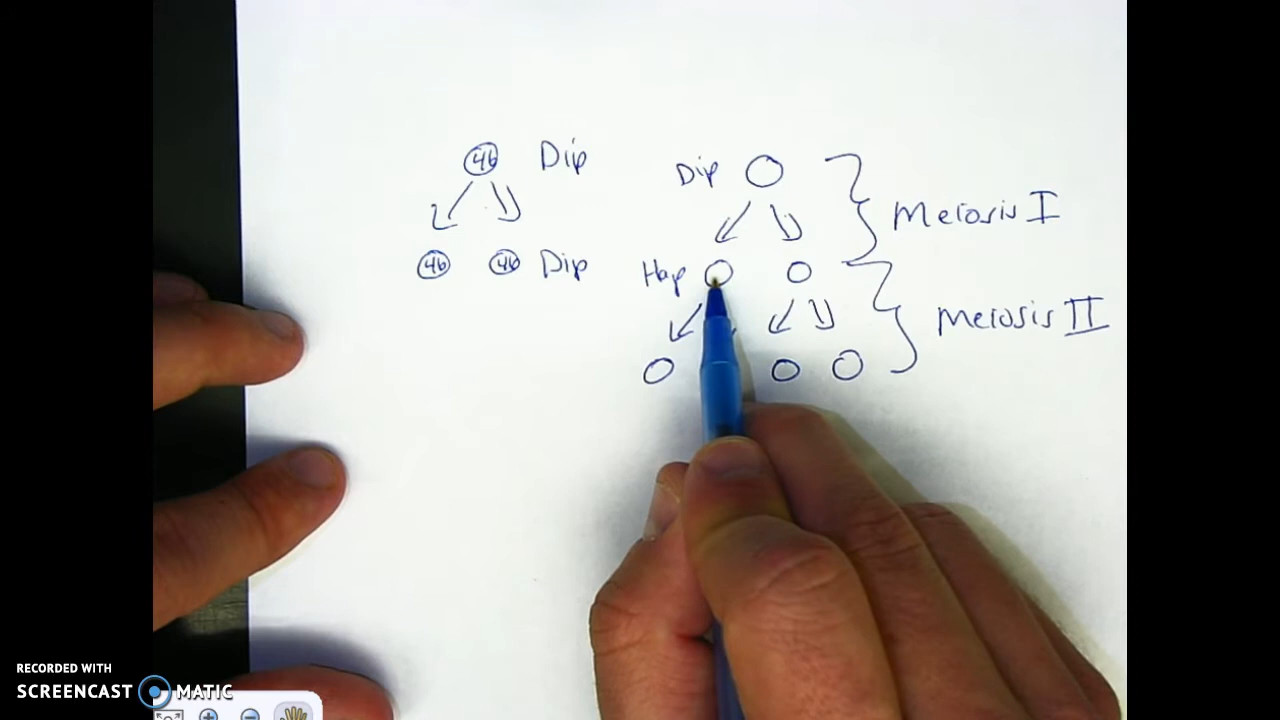 46 Dip
46 46 Dip
Dip
Meiosis I
Hap
Meiosis II
RECORDED WITH
SCREENCAST MATIC